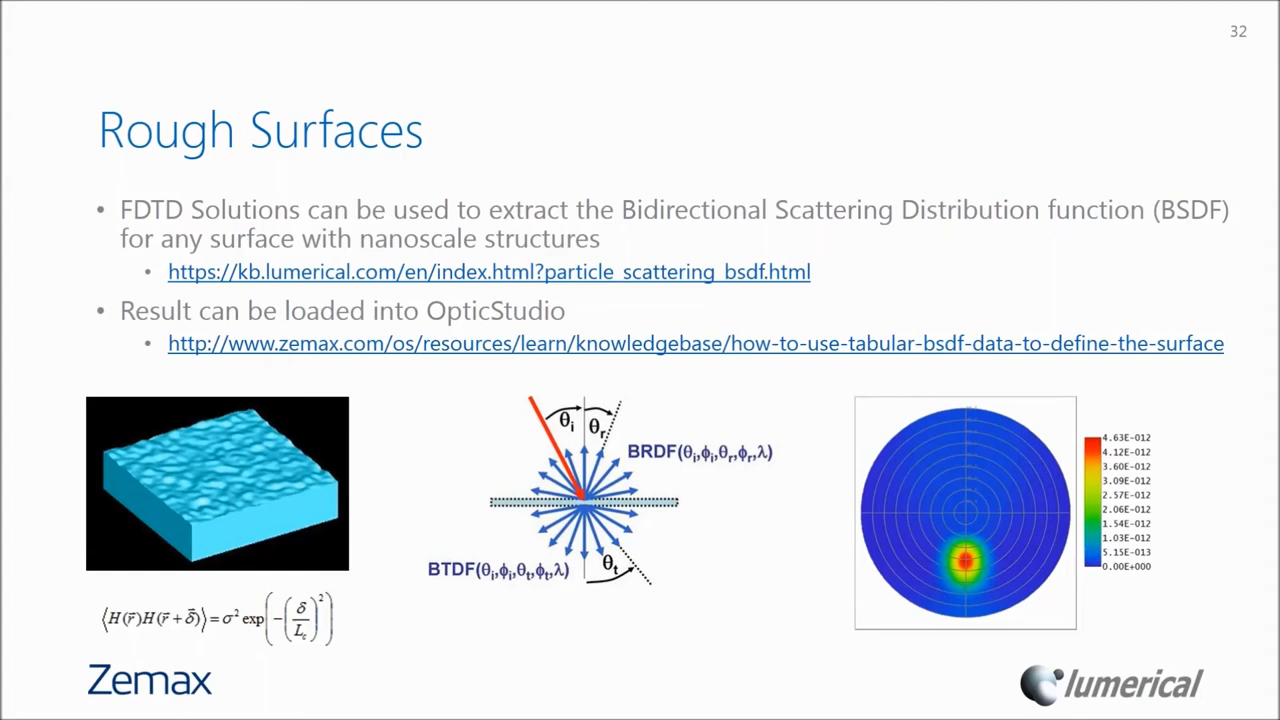 32
Rough Surfaces
• FDTD Solutions can be used to extract the Bidirectional Scattering Distribution function (BSDF)
for any surface with nanoscale structures
• https://kb.lumerical.com/en/index.html?particle_scattering_bsdf.html
• Result can be loaded into OpticStudio
• http://www.zemax.com/os/resources/learn/knowledgebase/how-to-use-tabular-bsdf-data-to-define-the-surface
θi
θr
BRDF(θi,ϕi,θr,ϕr,λ)
BTDF(θi,ϕi,θt,ϕt,λ)
θt
4.63E-012
4.12E-012
3.60E-012
3.09E-012
2.57E-012
2.06E-012
1.54E-012
1.03E-012
5.15E-013
0.00E+000
⟨H(r⃗)H(r⃗ + δ⃗)⟩ = σ² exp(−(δ/Lc)²)
Zemax
lumerical